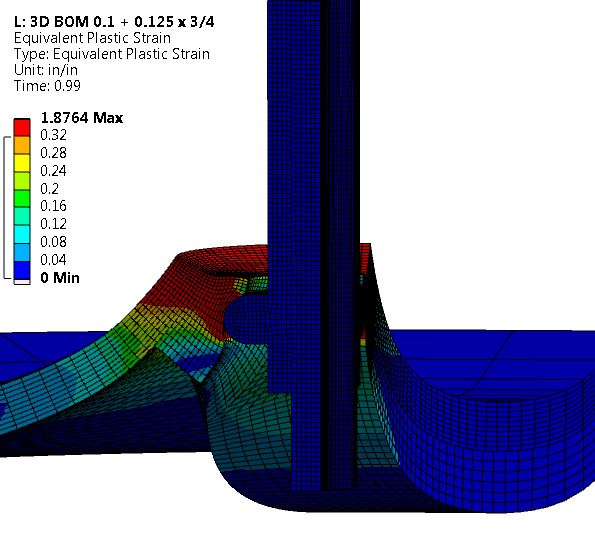 L: 3D BOM 0.1 + 0.125 x 3/4
Equivalent Plastic Strain
Type: Equivalent Plastic Strain
Unit: in/in
Time: 0.99
1.8764 Max
0.32
0.28
0.24
0.2
0.16
0.12
0.08
0.04
0 Min